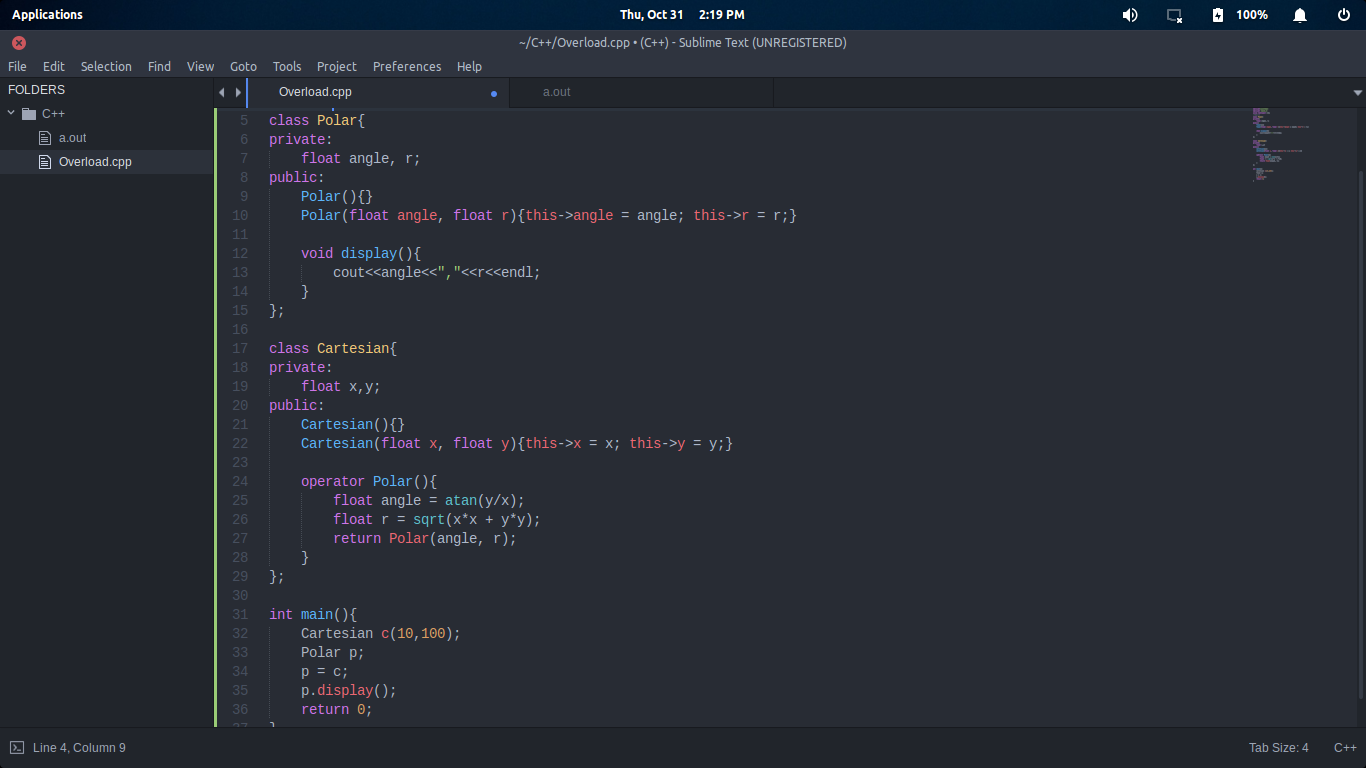 Applications
Thu, Oct 31 2:19 PM
100%
~/C++/Overload.cpp • (C++) - Sublime Text (UNREGISTERED)
File Edit Selection Find View Goto Tools Project Preferences Help
FOLDERS
C++
a.out
Overload.cpp
Overload.cpp
a.out
5 class Polar{
6 private:
7     float angle, r;
8 public:
9     Polar(){}
10     Polar(float angle, float r){this->angle = angle; this->r = r;}
11
12     void display(){
13         cout<<angle<<","<<r<<endl;
14     }
15 };
16
17 class Cartesian{
18 private:
19     float x,y;
20 public:
21     Cartesian(){}
22     Cartesian(float x, float y){this->x = x; this->y = y;}
23
24     operator Polar(){
25         float angle = atan(y/x);
26         float r = sqrt(x*x + y*y);
27         return Polar(angle, r);
28     }
29 };
30
31 int main(){
32     Cartesian c(10,100);
33     Polar p;
34     p = c;
35     p.display();
36     return 0;
37 }
Line 4, Column 9
Tab Size: 4
C++